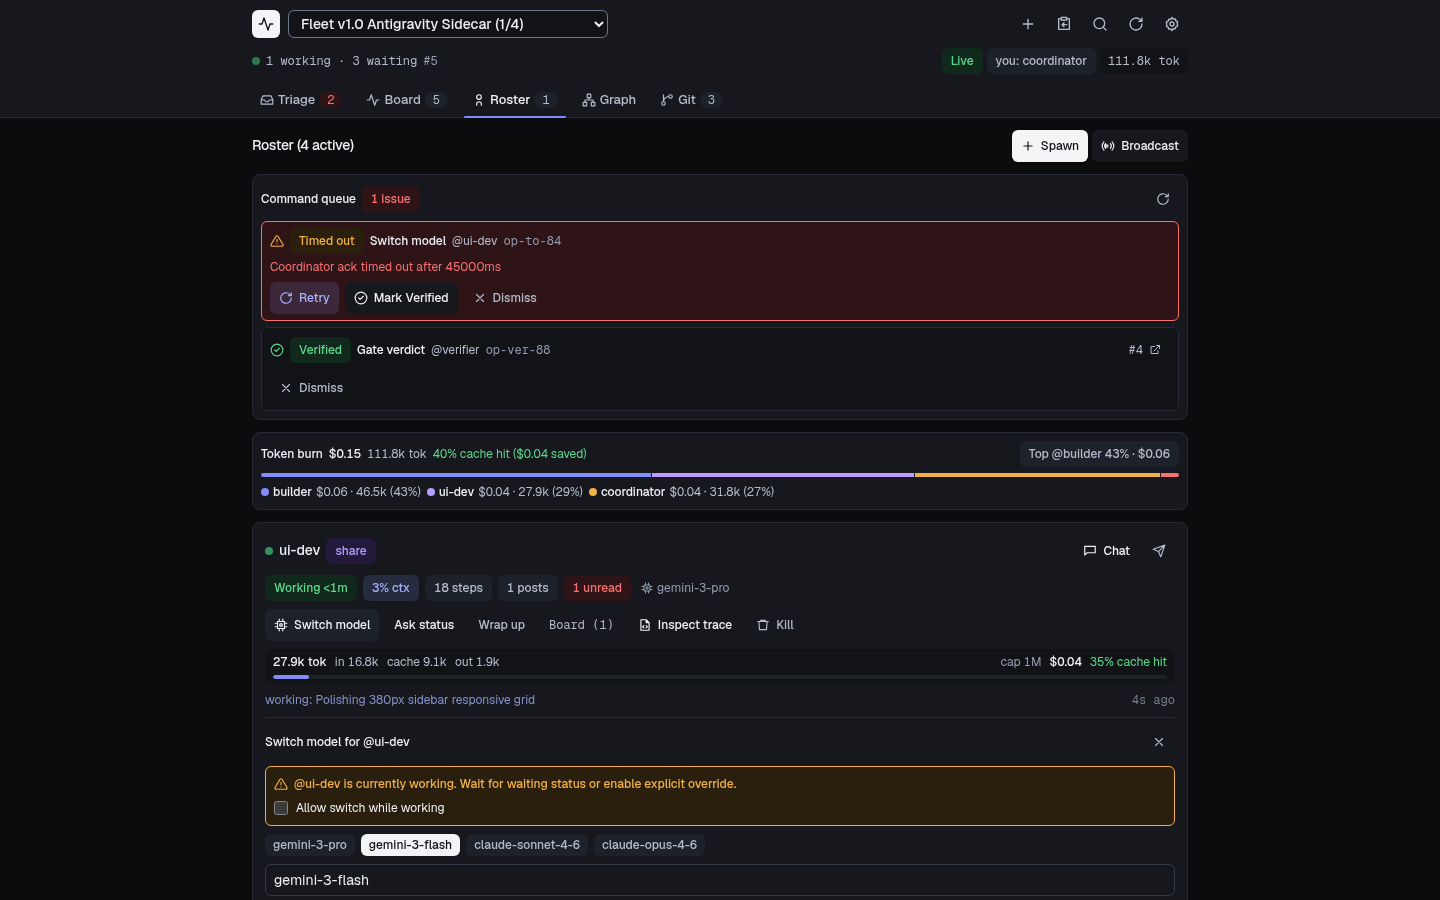 Fleet v1.0 Antigravity Sidecar (1/4)
1 working · 3 waiting #5
Live you: coordinator 111.8k tok
Triage 2 Board 5 Roster 1 Graph Git 3
Roster (4 active)
Spawn Broadcast
Command queue 1 issue
Timed out Switch model @ui-dev op-to-84
Coordinator ack timed out after 45000ms
Retry Mark Verified Dismiss
Verified Gate verdict @verifier op-ver-88 #4
Dismiss
Token burn $0.15 111.8k tok 40% cache hit ($0.04 saved) Top @builder 43% · $0.06
builder $0.06 · 46.5k (43%) ui-dev $0.04 · 27.9k (29%) coordinator $0.04 · 31.8k (27%)
ui-dev share Chat
Working <1m 3% ctx 18 steps 1 posts 1 unread gemini-3-pro
Switch model Ask status Wrap up Board (1) Inspect trace Kill
27.9k tok in 16.8k cache 9.1k out 1.9k cap 1M $0.04 35% cache hit
working: Polishing 380px sidebar responsive grid 4s ago
Switch model for @ui-dev
@ui-dev is currently working. Wait for waiting status or enable explicit override.
Allow switch while working
gemini-3-pro gemini-3-flash claude-sonnet-4-6 claude-opus-4-6
gemini-3-flash